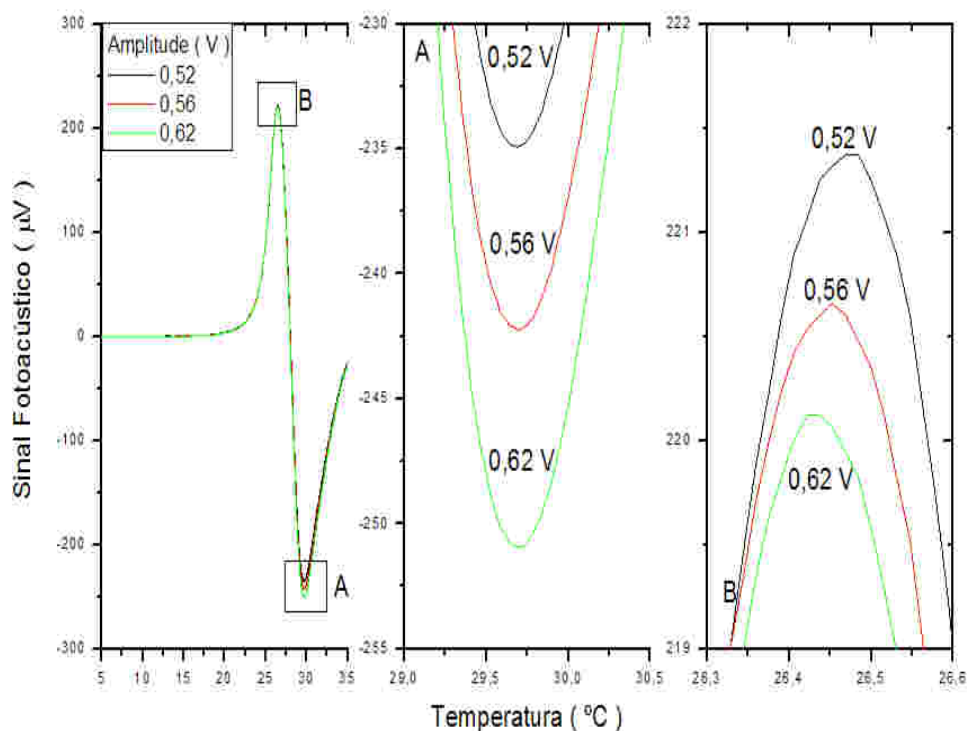 Amplitude ( V )
0,52
0,56
0,62
B
A
300
200
100
0
-100
-200
-300
5
10
15
20
25
30
35
A
0,52 V
0,56 V
0,62 V
-230
-235
-240
-245
-250
-255
29,0
29,5
30,0
30,5
0,52 V
0,56 V
0,62 V
B
222
221
220
219
26,3
26,4
26,5
26,6
Sinal Fotoacústico ( μV )
Temperatura ( ºC )